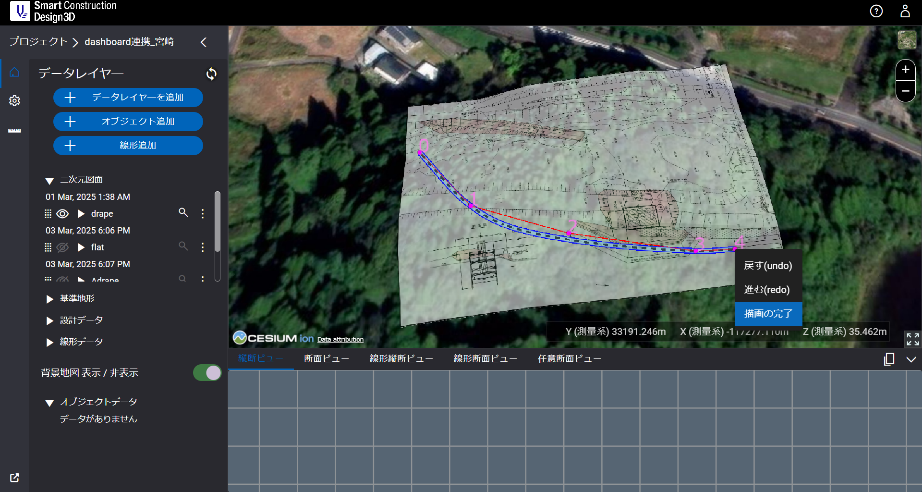 Smart Construction
Design3D
プロジェクト > dashboard連携_宮崎
データレイヤー
データレイヤーを追加
オブジェクト追加
線形追加
二次元図面
01 Mar, 2025 1:38 AM
drape
03 Mar, 2025 6:06 PM
flat
03 Mar, 2025 6:07 PM
Adrape
基準地形
設計データ
線形データ
背景地図 表示 / 非表示
オブジェクトデータ
データがありません
戻す(undo)
進む(redo)
描画の完了
Y (測量系) 33191.246m
X (測量系) -117277.110m
Z (測量系) 35.462m
CESIUM ion
Data attribution
縦断ビュー
断面ビュー
線形縦断ビュー
線形断面ビュー
任意断面ビュー